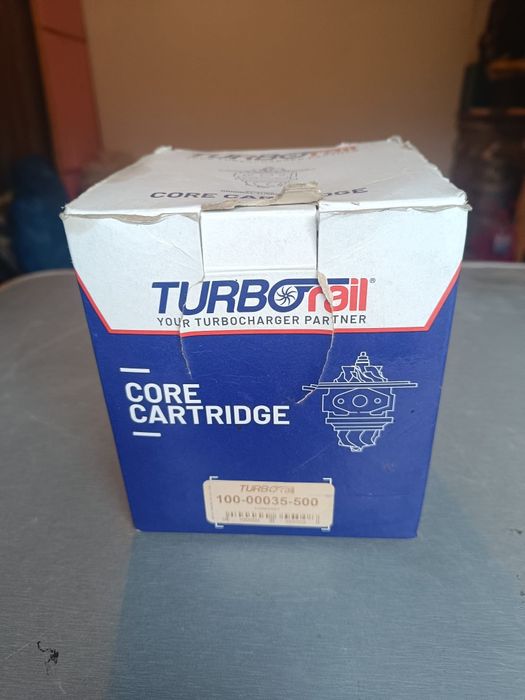 TURBOrail
CORE CARTRIDGE
TURBOrail®
YOUR TURBOCHARGER PARTNER
CORE
CARTRIDGE
TURBOrail
100-00035-500